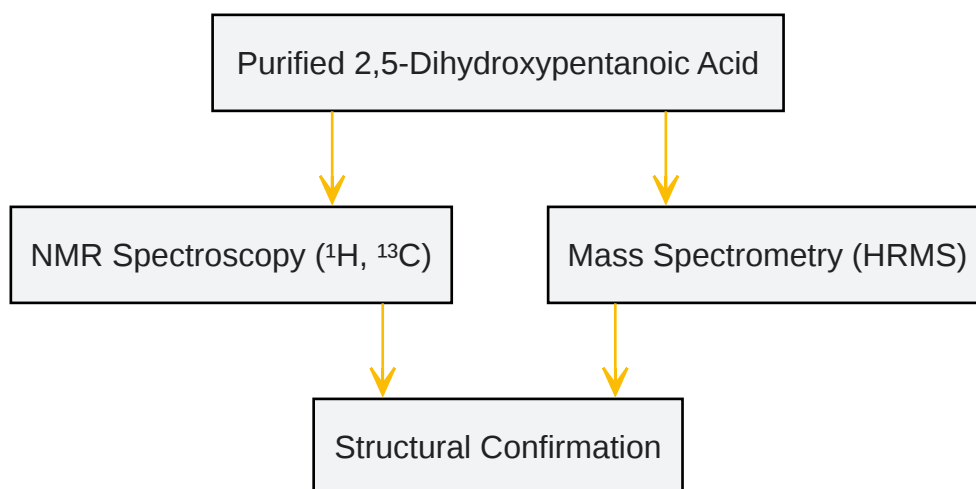 Purified 2,5-Dihydroxypentanoic Acid
NMR Spectroscopy (¹H, ¹³C)
Mass Spectrometry (HRMS)
Structural Confirmation